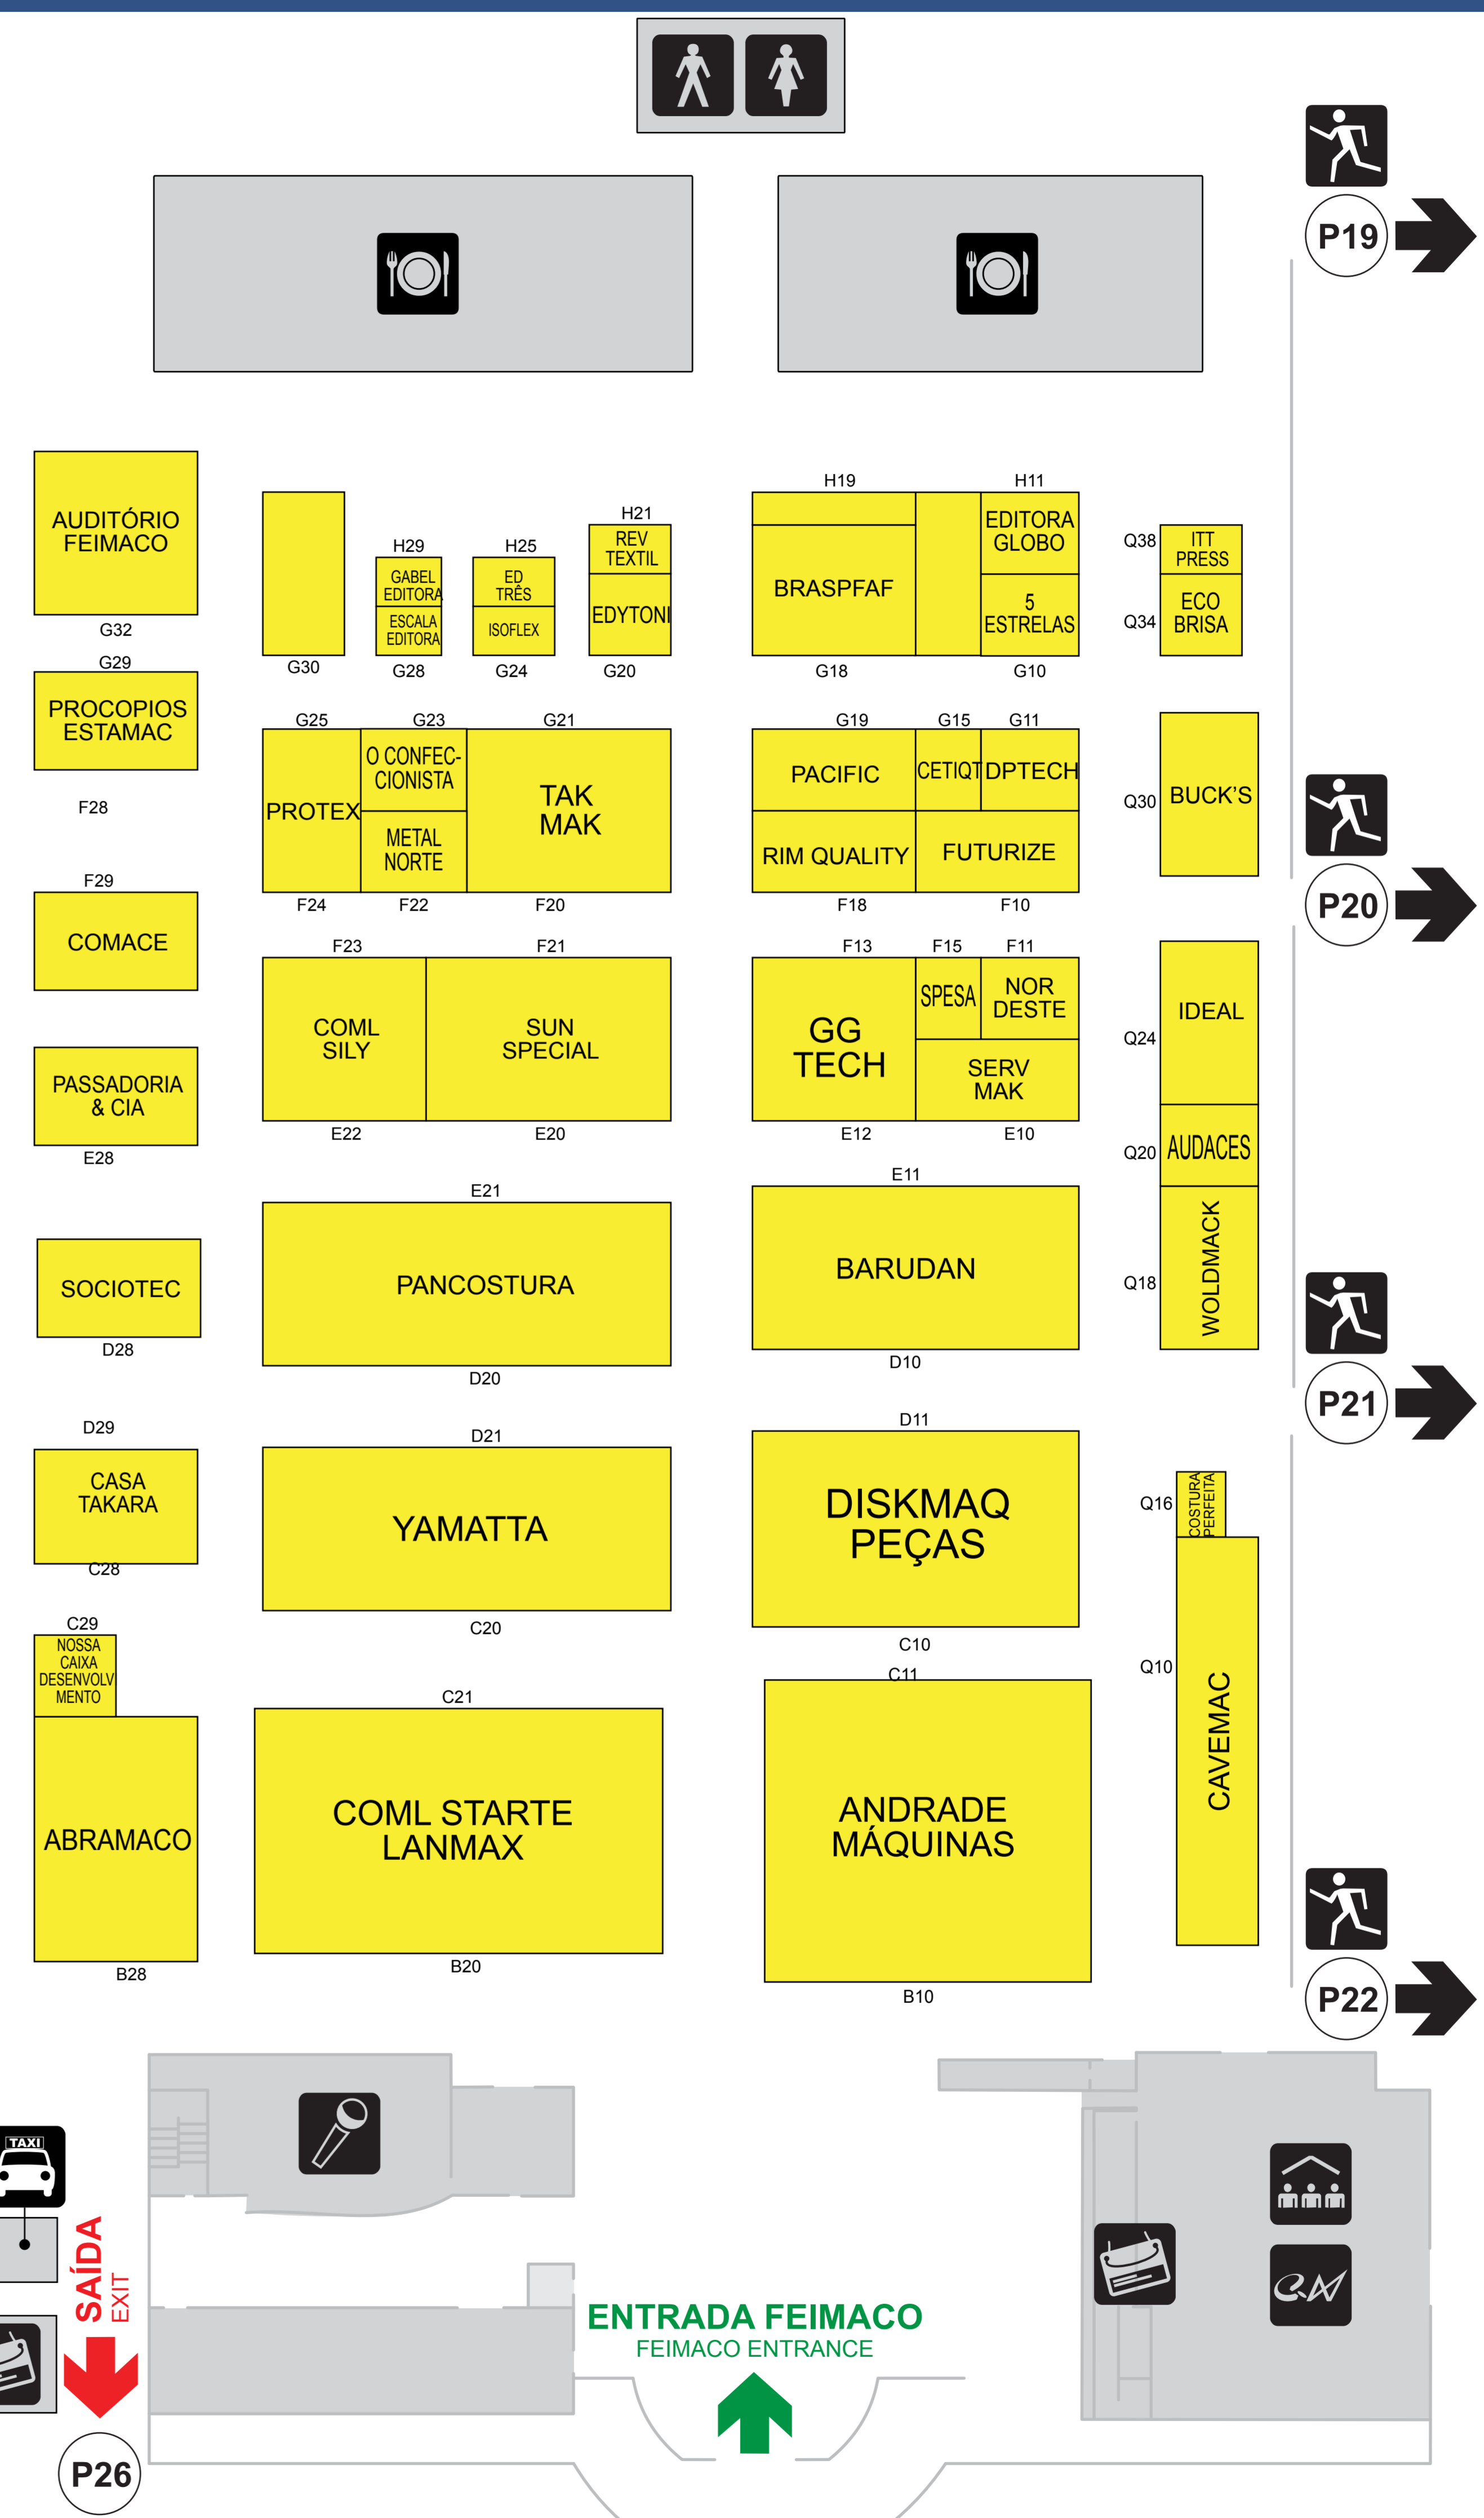 P19
H19
H11
AUDITÓRIO
FEIMACO
G32
G30
H29
GABEL
EDITORA
ESCALA
EDITORA
G28
H25
ED
TRÊS
ISOFLEX
G24
H21
REV
TEXTIL
EDYTONI
G20
BRASPFAF
G18
EDITORA
GLOBO
5
ESTRELAS
G10
Q38
ITT
PRESS
Q34
ECO
BRISA
G29
PROCOPIOS
ESTAMAC
F28
G25
PROTEX
F24
G23
O CONFEC-
CIONISTA
METAL
NORTE
F22
G21
TAK
MAK
F20
G19
PACIFIC
RIM QUALITY
F18
G15
CETIQT
G11
DPTECH
FUTURIZE
F10
Q30
BUCK'S
P20
F29
COMACE
F23
COML
SILY
E22
F21
SUN
SPECIAL
E20
F13
GG
TECH
E12
F15
SPESA
F11
NOR
DESTE
SERV
MAK
E10
Q24
IDEAL
Q20
AUDACES
Q18
WOLDMACK
PASSADORIA
& CIA
E28
E21
PANCOSTURA
D20
E11
BARUDAN
D10
SOCIOTEC
D28
P21
D29
CASA
TAKARA
C28
D21
YAMATTA
C20
D11
DISKMAQ
PEÇAS
C10
Q16
COSTURA
PERFEITA
Q10
CAVEMAC
C29
NOSSA
CAIXA
DESENVOLV
MENTO
ABRAMACO
B28
C21
COML STARTE
LANMAX
B20
C11
ANDRADE
MÁQUINAS
B10
P22
TAXI
SAÍDA
EXIT
P26
ENTRADA FEIMACO
FEIMACO ENTRANCE